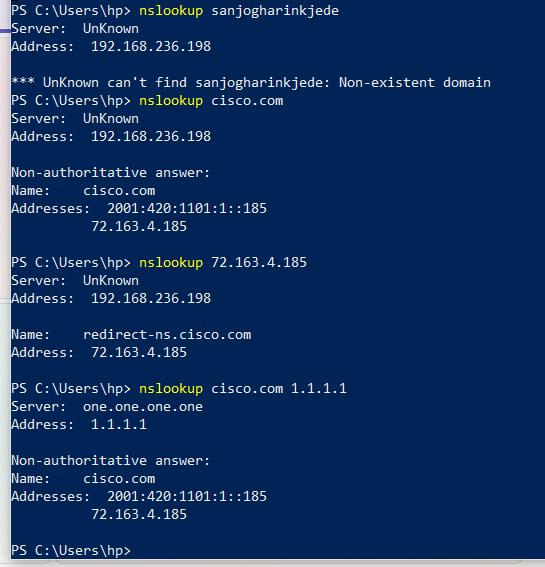 PS C:\Users\hp> nslookup sanjogharinkjede
Server:  UnKnown
Address:  192.168.236.198

*** UnKnown can't find sanjogharinkjede: Non-existent domain
PS C:\Users\hp> nslookup cisco.com
Server:  UnKnown
Address:  192.168.236.198

Non-authoritative answer:
Name:    cisco.com
Addresses:  2001:420:1101:1::185
          72.163.4.185

PS C:\Users\hp> nslookup 72.163.4.185
Server:  UnKnown
Address:  192.168.236.198

Name:    redirect-ns.cisco.com
Address:  72.163.4.185

PS C:\Users\hp> nslookup cisco.com 1.1.1.1
Server:  one.one.one.one
Address:  1.1.1.1

Non-authoritative answer:
Name:    cisco.com
Addresses:  2001:420:1101:1::185
          72.163.4.185

PS C:\Users\hp>